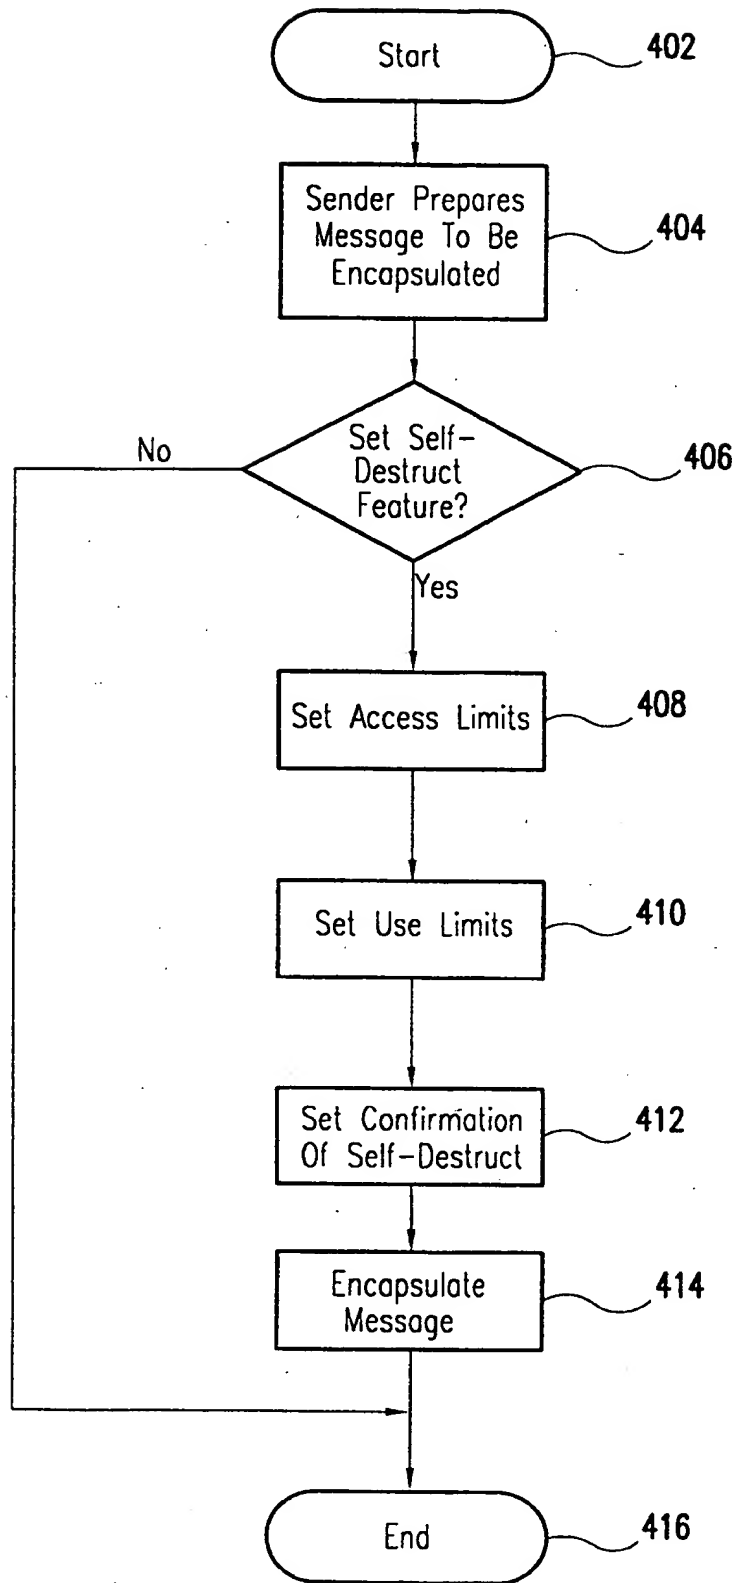 Start
402
Sender Prepares
Message To Be
Encapsulated
404
Set Self-
Destruct
Feature?
406
No
Yes
Set Access Limits
408
Set Use Limits
410
Set Confirmation
Of Self-Destruct
412
Encapsulate
Message
414
End
416